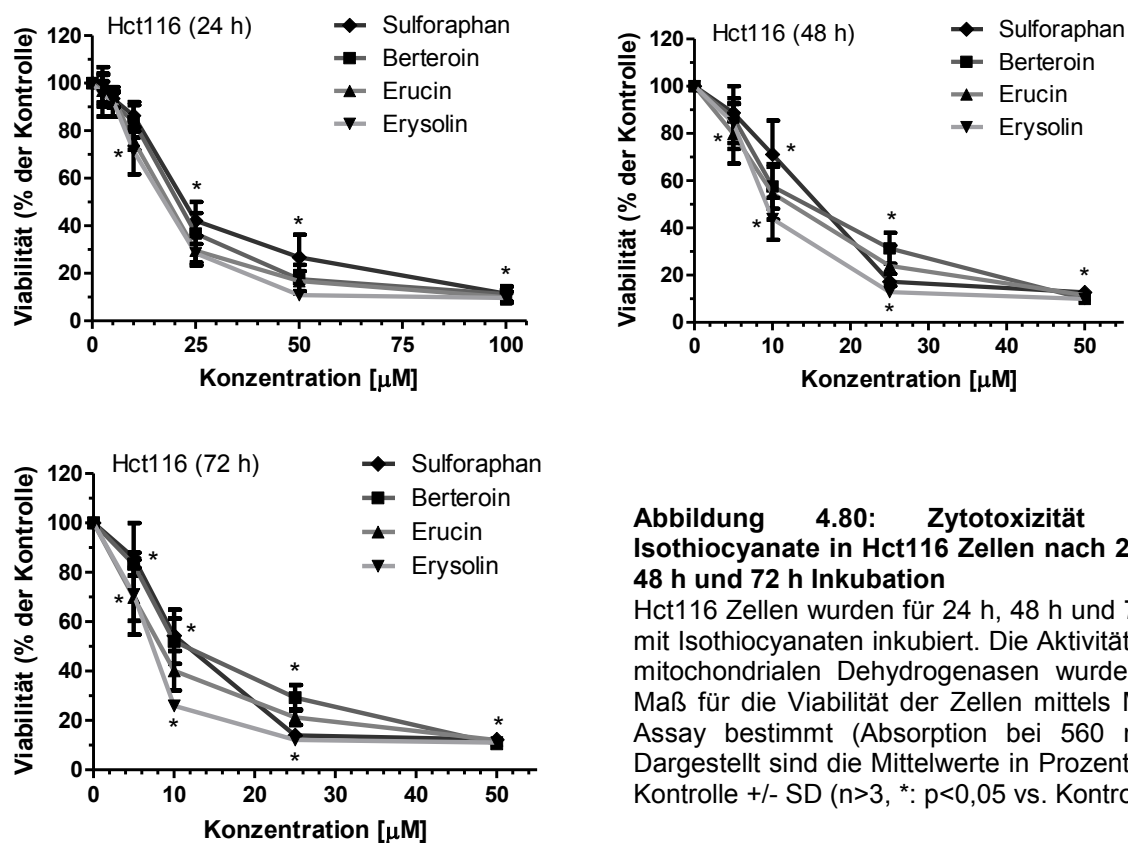 Hct116 (24 h)
Sulforaphan
Berteroin
Erucin
Erysolin
Viabilität (% der Kontrolle)
120
100
80
60
40
20
0
* * * *
0 25 50 75 100
Konzentration [µM]
Hct116 (48 h)
Sulforaphan
Berteroin
Erucin
Erysolin
Viabilität (% der Kontrolle)
120
100
80
60
40
20
0
* * * * * *
0 10 20 30 40 50
Konzentration [µM]
Hct116 (72 h)
Sulforaphan
Berteroin
Erucin
Erysolin
Viabilität (% der Kontrolle)
120
100
80
60
40
20
0
* * * * * * *
0 10 20 30 40 50
Konzentration [µM]
Abbildung 4.80: Zytotoxizität
Isothiocyanate in Hct116 Zellen nach 2
48 h und 72 h Inkubation
Hct116 Zellen wurden für 24 h, 48 h und 7
mit Isothiocyanaten inkubiert. Die Aktivität
mitochondrialen Dehydrogenasen wurde
Maß für die Viabilität der Zellen mittels M
Assay bestimmt (Absorption bei 560 n
Dargestellt sind die Mittelwerte in Prozent
Kontrolle +/- SD (n>3, *: p<0,05 vs. Kontro